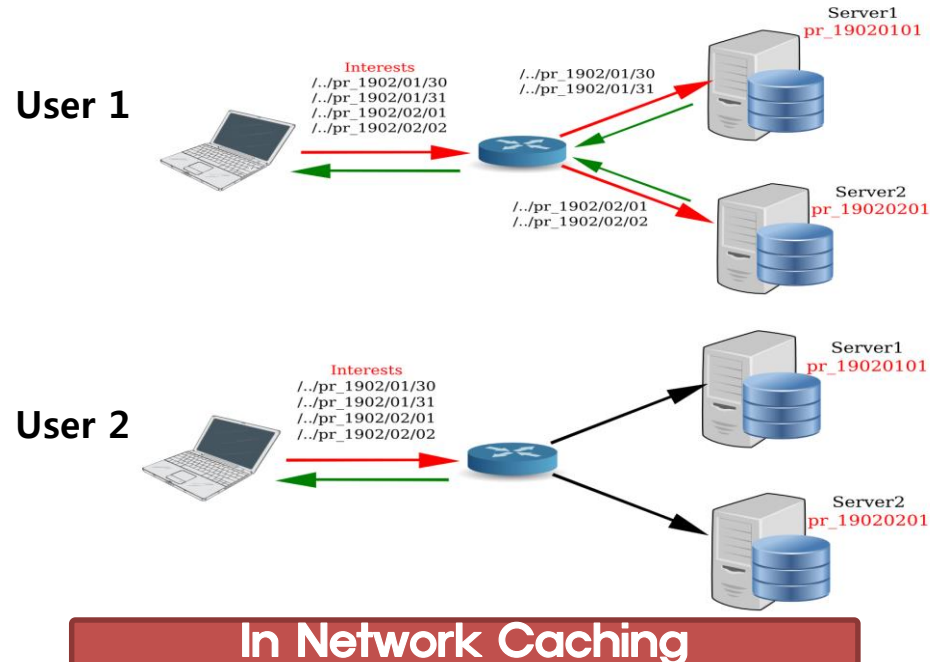 Server1
pr_19020101
Interests
/../pr_1902/01/30
/../pr_1902/01/31
/../pr_1902/02/01
/../pr_1902/02/02
/../pr_1902/01/30
/../pr_1902/01/31
User 1
Server2
pr_19020201
/../pr_1902/02/01
/../pr_1902/02/02
Server1
pr_19020101
Interests
/../pr_1902/01/30
/../pr_1902/01/31
/../pr_1902/02/01
/../pr_1902/02/02
User 2
Server2
pr_19020201
In Network Caching